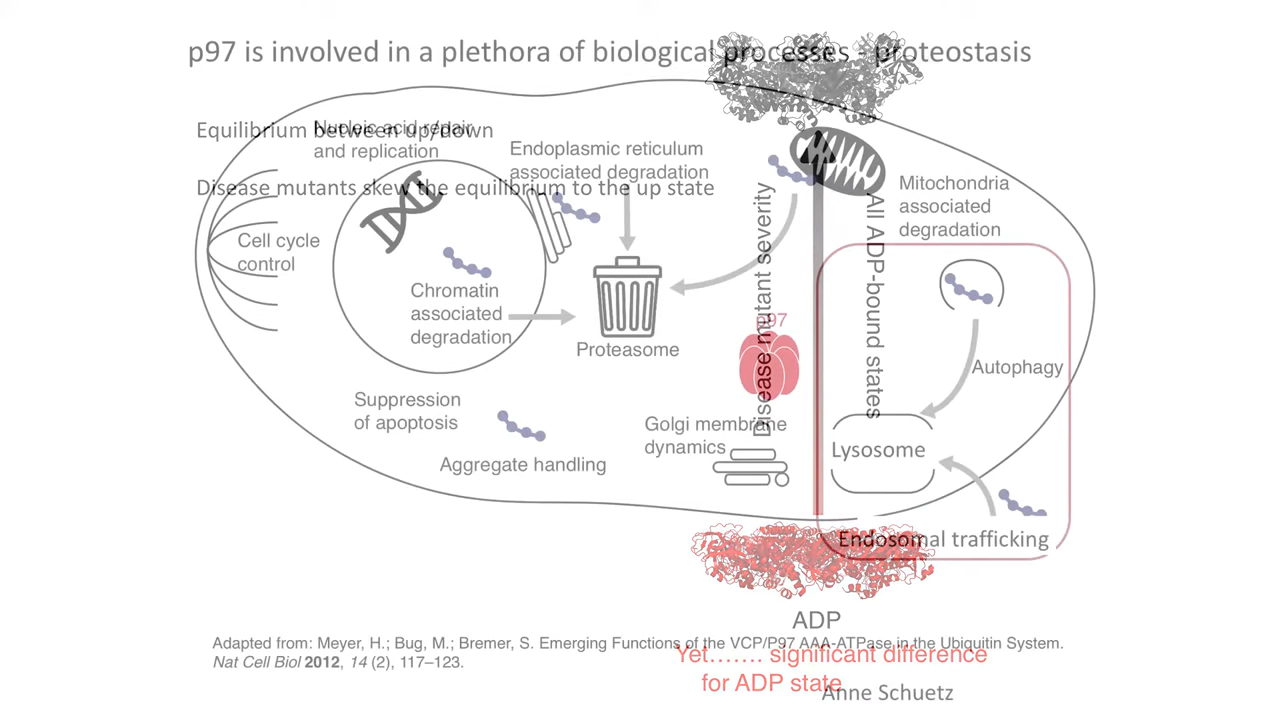 p97 is involved in a plethora of biological processes - proteostasis
Equilibrium between up/down
Nucleic acid repair
and replication
Endoplasmic reticulum
associated degradation
Disease mutants skew the equilibrium to the up state
Mitochondria
associated
degradation
Cell cycle
control
Chromatin
associated
degradation
Proteasome
p97
Disease mutant severity
All ADP-bound states
Autophagy
Suppression
of apoptosis
Golgi membrane
dynamics
Lysosome
Aggregate handling
Endosomal trafficking
ADP
Adapted from: Meyer, H.; Bug, M.; Bremer, S. Emerging Functions of the VCP/P97 AAA-ATPase in the Ubiquitin System.
Nat Cell Biol 2012, 14 (2), 117–123.
Yet……. significant difference
for ADP state
Anne Schuetz